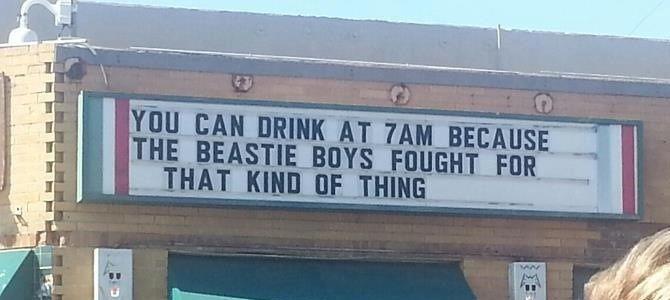 YOU CAN DRINK AT 7AM BECAUSE
THE BEASTIE BOYS FOUGHT FOR
THAT KIND OF THING